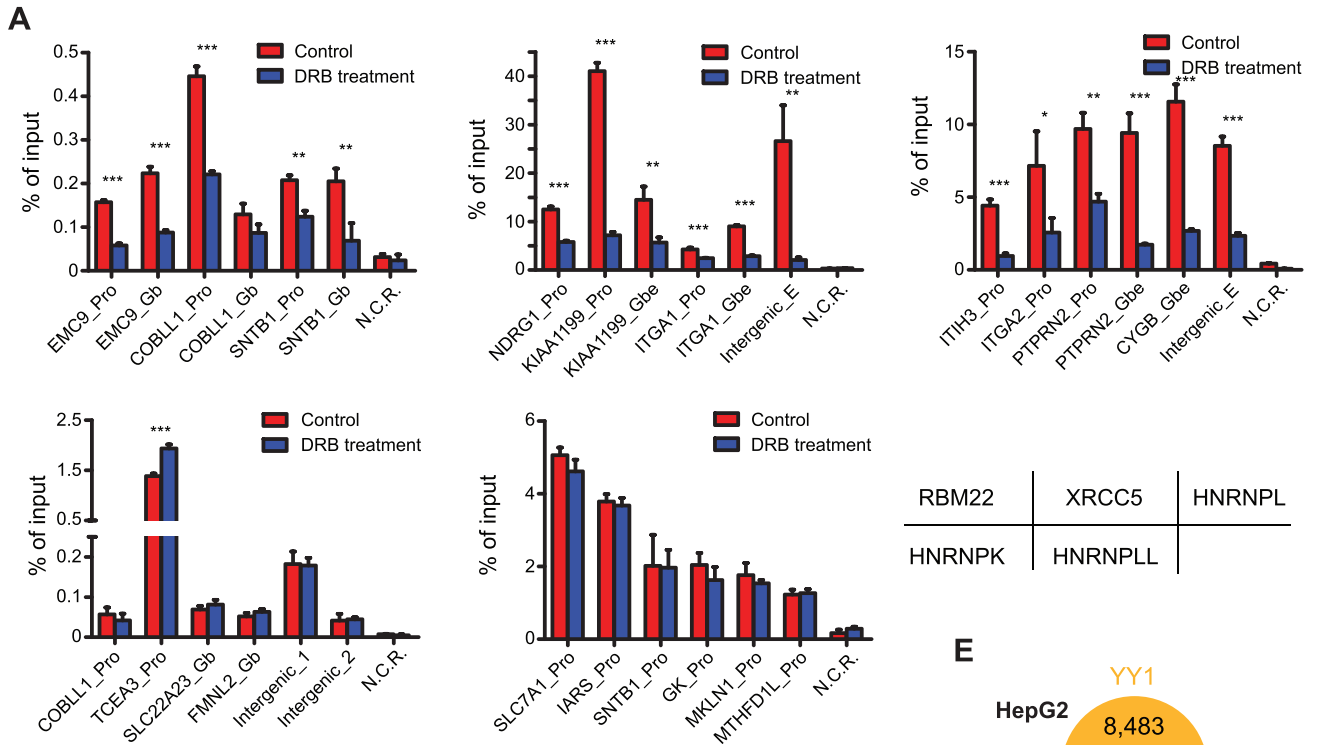 A
0.5
0.4
0.3
0.2
0.1
0
% of input
Control
DRB treatment
***
***
***
**
**
EMC9_Pro
EMC9_Gb
COBLL1_Pro
COBLL1_Gb
SNTB1_Pro
SNTB1_Gb
N.C.R.
40
30
20
10
0
% of input
Control
DRB treatment
***
***
**
***
***
**
NDRG1_Pro
KIAA1199_Pro
KIAA1199_Gbe
ITGA1_Pro
ITGA1_Gbe
Intergenic_E
N.C.R.
15
10
5
0
% of input
Control
DRB treatment
***
*
**
***
***
***
ITIH3_Pro
ITGA2_Pro
PTPRN2_Pro
PTPRN2_Gbe
CYGB_Gbe
Intergenic_E
N.C.R.
2.5
1.5
0.5
0.2
0.1
0
% of input
Control
DRB treatment
***
COBLL1_Pro
TCEA3_Pro
SLC22A23_Gb
FMNL2_Gb
Intergenic_1
Intergenic_2
N.C.R.
6
4
2
0
% of input
Control
DRB treatment
SLC7A1_Pro
IARS_Pro
SNTB1_Pro
GK_Pro
MKLN1_Pro
MTHFD1L_Pro
N.C.R.
RBM22 XRCC5 HNRNPL
HNRNPK HNRNPLL
E
YY1
HepG2
8,483